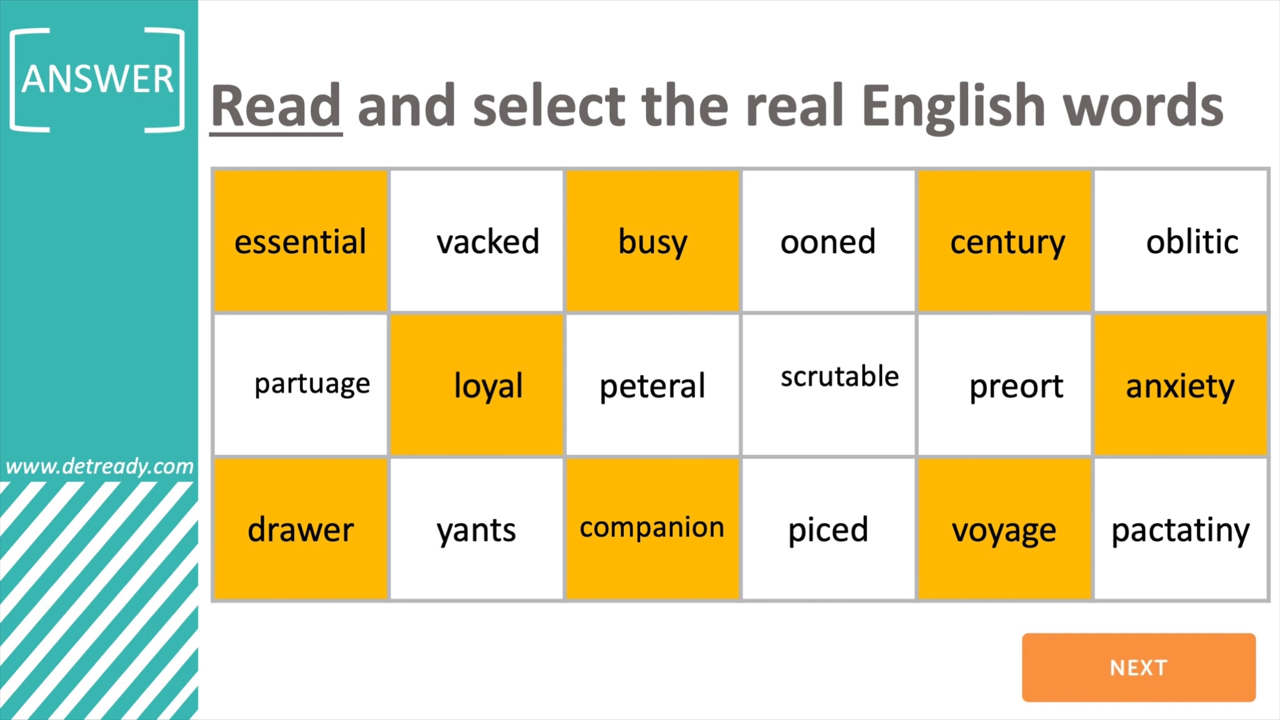 ANSWER
Read and select the real English words
essential vacked busy ooned century oblitic
partuage loyal peteral scrutable preort anxiety
drawer yants companion piced voyage pactatiny
www.detready.com
NEXT